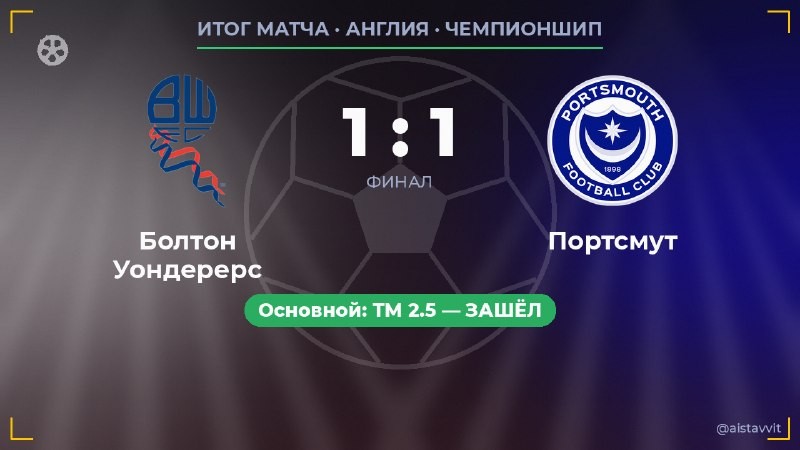 ИТОГ МАТЧА · АНГЛИЯ · ЧЕМПИОНШИП
1 : 1
ФИНАЛ
BW
FC
PORTSMOUTH
1898
FOOTBALL CLUB
Болтон
Уондерерс
Портсмут
Основной: ТМ 2.5 — ЗАШЁЛ
@aistavvit